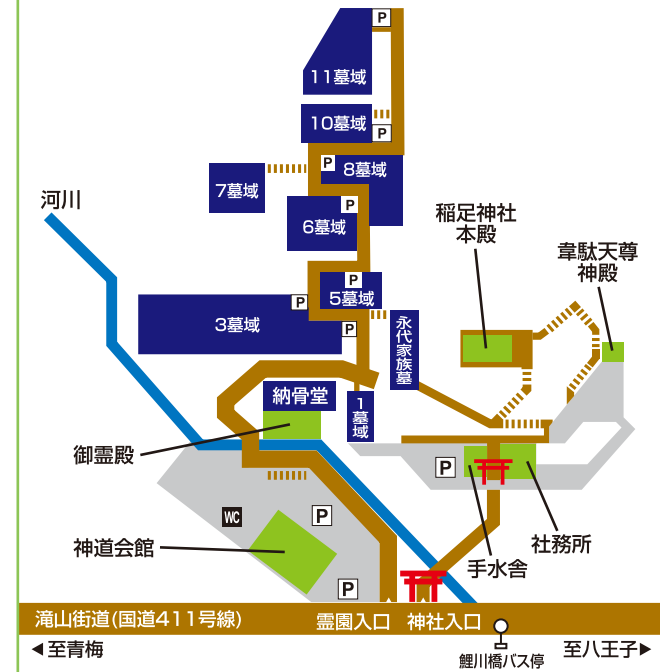 P
11墓域
10墓域
P
P
8墓域
7墓域
P
6墓域
河川
稲足神社
本殿
韋駄天尊
神殿
P
5墓域
P
3墓域
P
永代家族墓
納骨堂
1墓域
御霊殿
P
WC
P
神道会館
社務所
手水舎
P
滝山街道(国道411号線)
霊園入口
神社入口
至青梅
鯉川橋バス停
至八王子